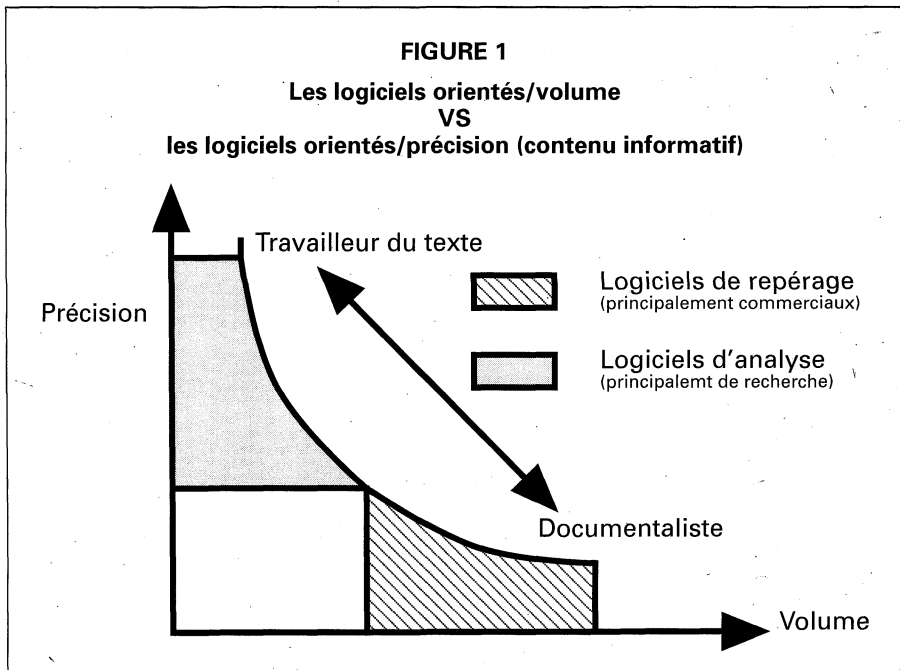 FIGURE 1
Les logiciels orientés/volume
VS
les logiciels orientés/précision (contenu informatif)
Travailleur du texte
Précision
Logiciels de repérage
(principalement commerciaux)
Logiciels d'analyse
(principalemt de recherche)
Documentaliste
Volume